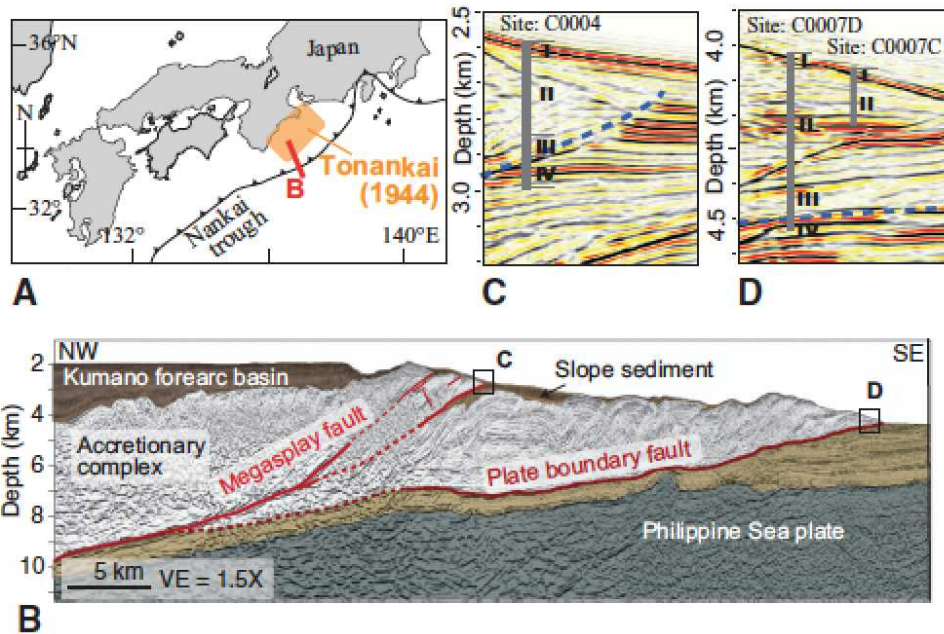 36°N
Japan
N
Tonankai
(1944)
B
32°
132°
Nankai
trough
140°E
A
2.5
Site: C0004
I
II
Depth (km)
III
IV
3.0
C
Site: C0007D
4.0
Site: C0007C
I
I
II
II
Depth (km)
III
4.5
IV
D
NW
C
SE
2
Kumano forearc basin
Slope sediment
D
4
Megasplay fault
Accretionary
complex
Depth (km)
6
Plate boundary fault
8
Philippine Sea plate
10
5 km
VE = 1.5X
B